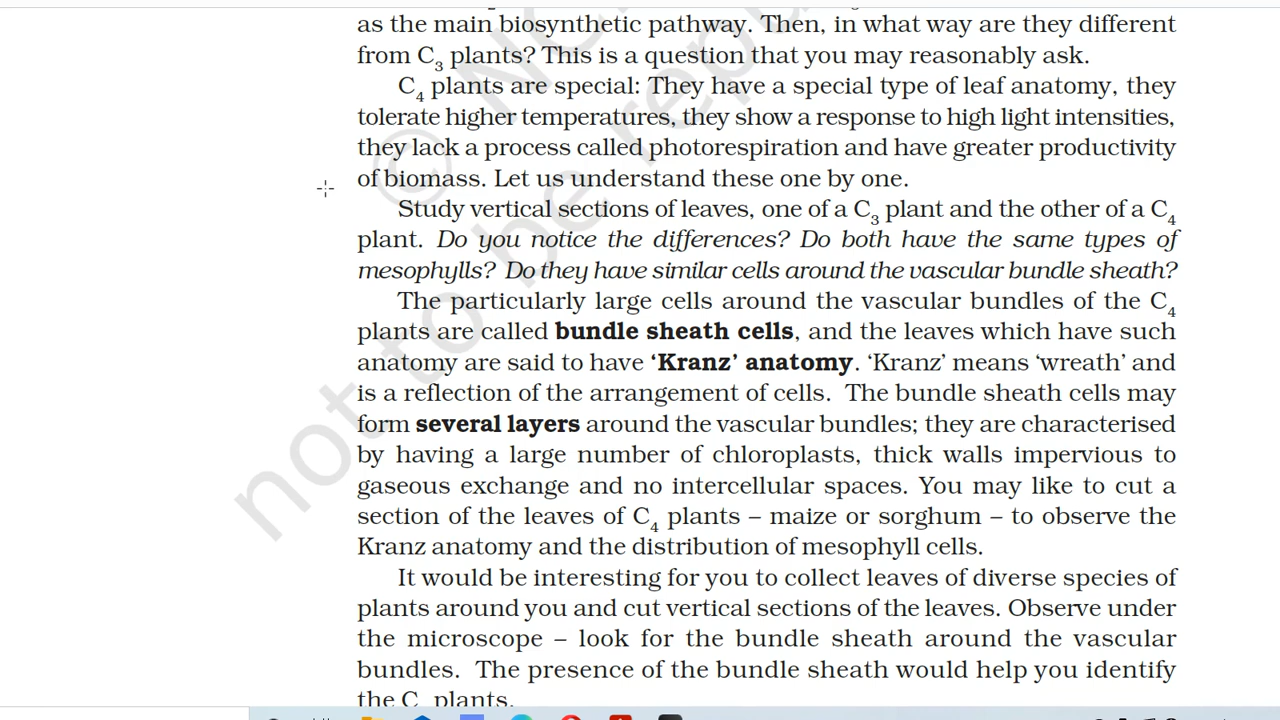 as the main biosynthetic pathway. Then, in what way are they different
from C3 plants? This is a question that you may reasonably ask.
C4 plants are special: They have a special type of leaf anatomy, they
tolerate higher temperatures, they show a response to high light intensities,
they lack a process called photorespiration and have greater productivity
of biomass. Let us understand these one by one.
Study vertical sections of leaves, one of a C3 plant and the other of a C4
plant. Do you notice the differences? Do both have the same types of
mesophylls? Do they have similar cells around the vascular bundle sheath?
The particularly large cells around the vascular bundles of the C4
plants are called bundle sheath cells, and the leaves which have such
anatomy are said to have ‘Kranz’ anatomy. ‘Kranz’ means ‘wreath’ and
is a reflection of the arrangement of cells. The bundle sheath cells may
form several layers around the vascular bundles; they are characterised
by having a large number of chloroplasts, thick walls impervious to
gaseous exchange and no intercellular spaces. You may like to cut a
section of the leaves of C4 plants – maize or sorghum – to observe the
Kranz anatomy and the distribution of mesophyll cells.
It would be interesting for you to collect leaves of diverse species of
plants around you and cut vertical sections of the leaves. Observe under
the microscope – look for the bundle sheath around the vascular
bundles. The presence of the bundle sheath would help you identify
the C plants.
© NC
not to be repu